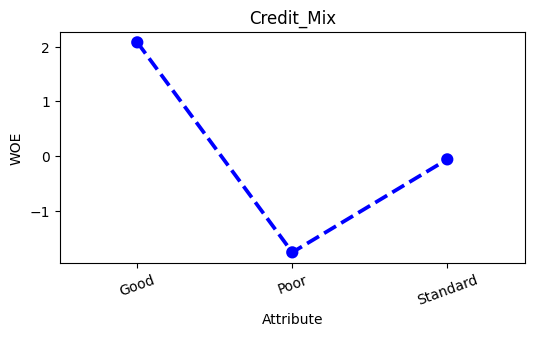 Credit_Mix
WOE
2
1
0
−1
Good
Poor
Standard
Attribute